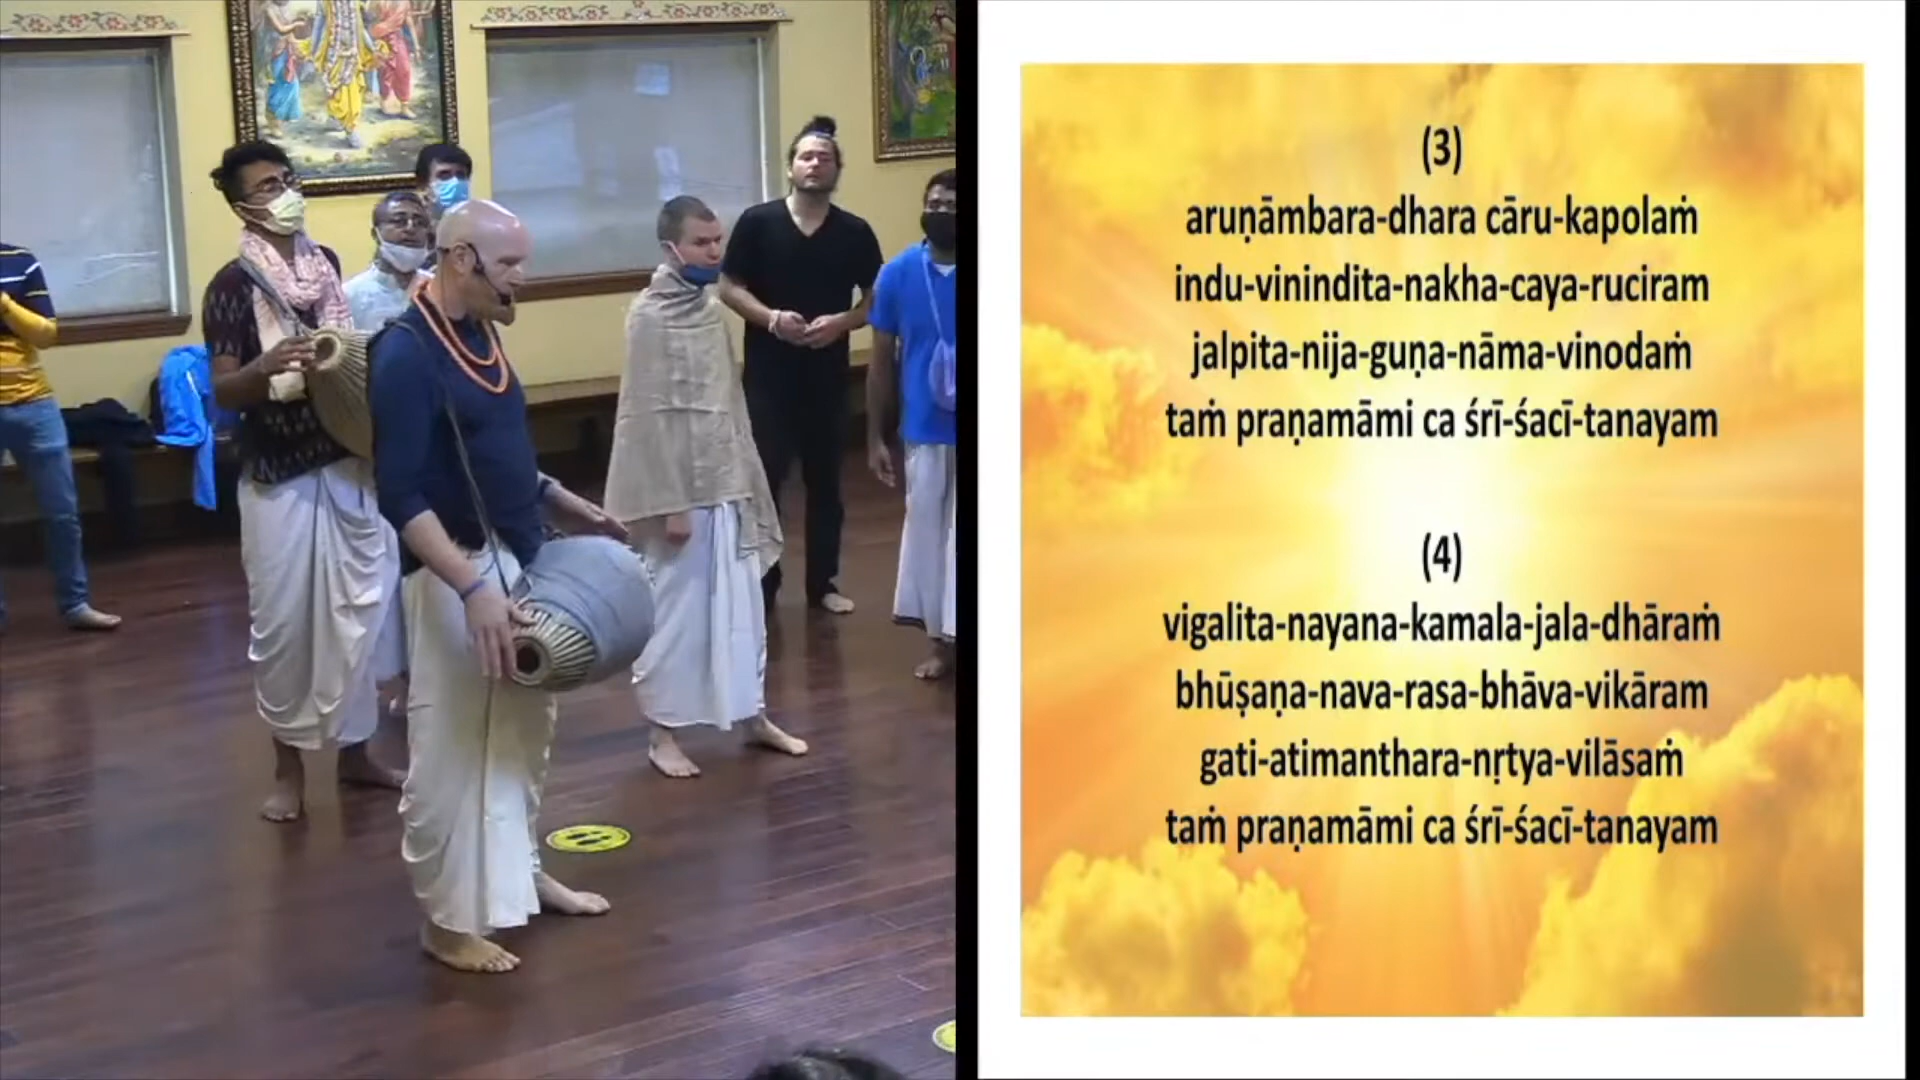 (3)
aruṇāmbara-dhara cāru-kapolaṁ
indu-vinindita-nakha-caya-ruciram
jalpita-nija-guṇa-nāma-vinodaṁ
taṁ praṇamāmi ca śrī-śacī-tanayam
(4)
vigalita-nayana-kamala-jala-dhāraṁ
bhūṣaṇa-nava-rasa-bhāva-vikāram
gati-atimanthara-nṛtya-vilāsaṁ
taṁ praṇamāmi ca śrī-śacī-tanayam